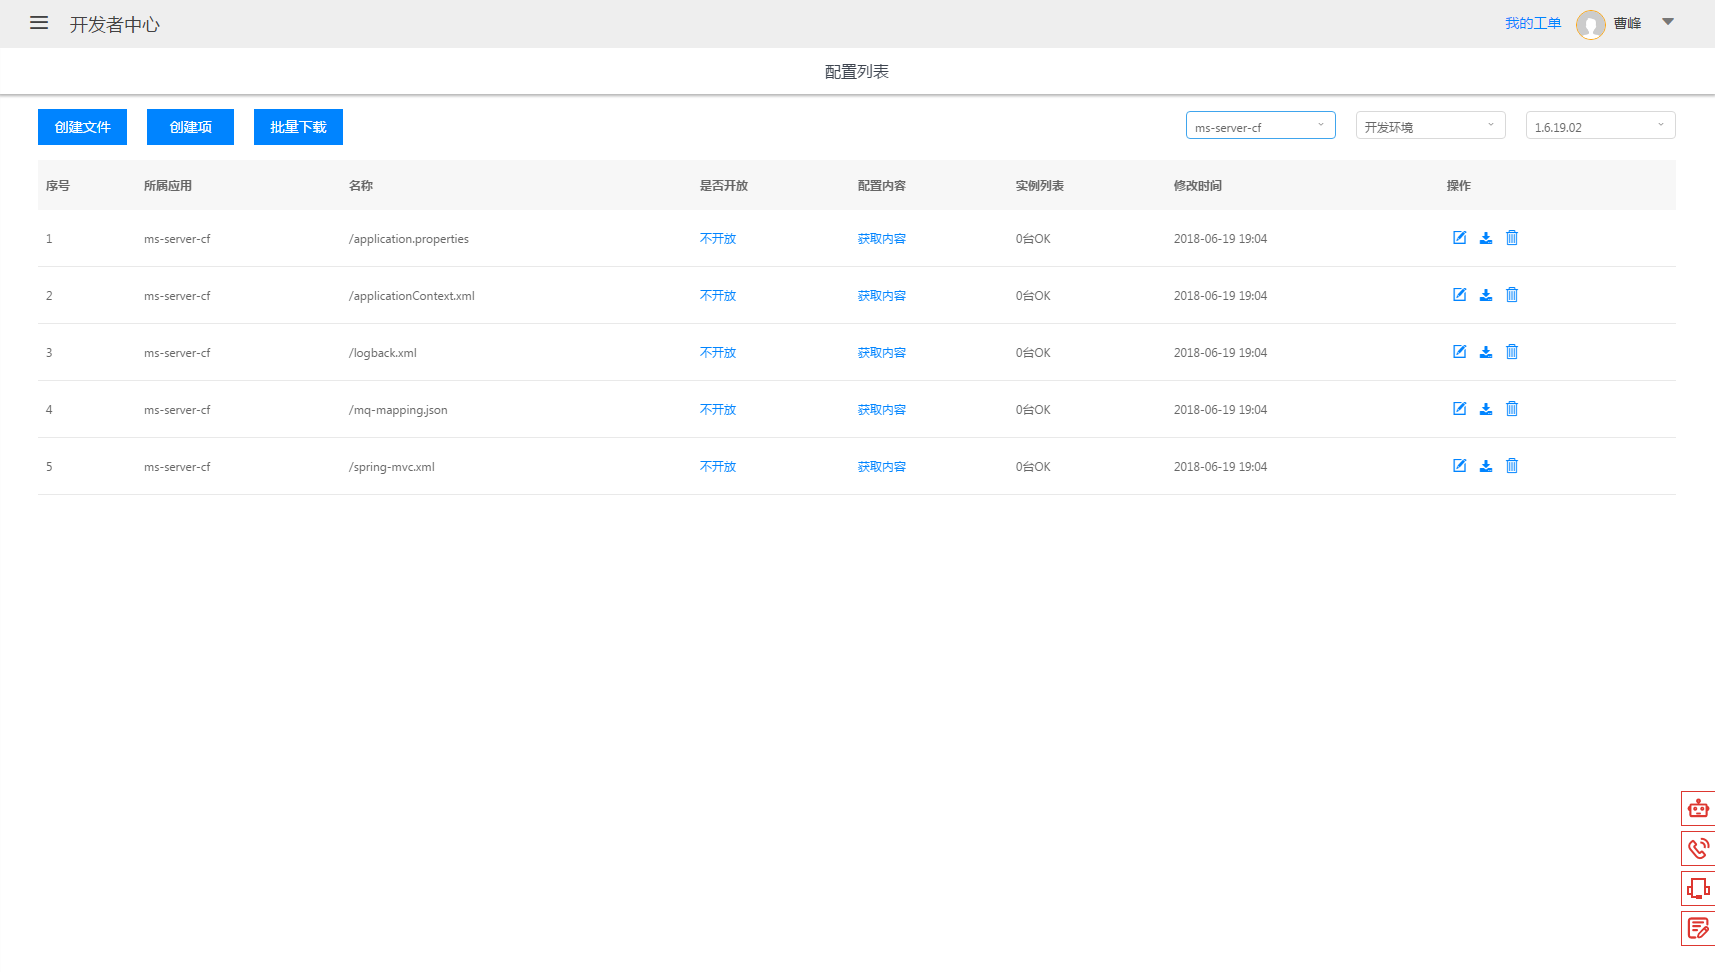 开发者中心
我的工单 曹峰
配置列表
创建文件 创建项 批量下载 ms-server-cf 开发环境 1.6.19.02
序号 所属应用 名称 是否开放 配置内容 实例列表 修改时间 操作
1 ms-server-cf /application.properties 不开放 获取内容 0台OK 2018-06-19 19:04
2 ms-server-cf /applicationContext.xml 不开放 获取内容 0台OK 2018-06-19 19:04
3 ms-server-cf /logback.xml 不开放 获取内容 0台OK 2018-06-19 19:04
4 ms-server-cf /mq-mapping.json 不开放 获取内容 0台OK 2018-06-19 19:04
5 ms-server-cf /spring-mvc.xml 不开放 获取内容 0台OK 2018-06-19 19:04